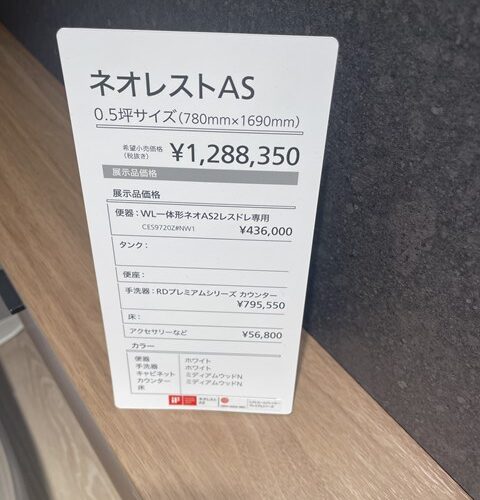 ネオレストAS
0.5坪サイズ(780mm×1690mm)
希望小売価格
(税抜き)
¥1,288,350
展示品価格
展示品価格
便器:WL一体形ネオAS2レスドレ専用
CES9720Z#NW1
¥436,000
タンク:
便座:
手洗器:RDプレミアムシリーズ カウンター
¥795,550
床:
アクセサリーなど
¥56,800
カラー
便器 ホワイト
手洗器 ホワイト
キャビネット ミディアムウッドN
カウンター ミディアムウッドN
床
iF
ネオレスト
AS